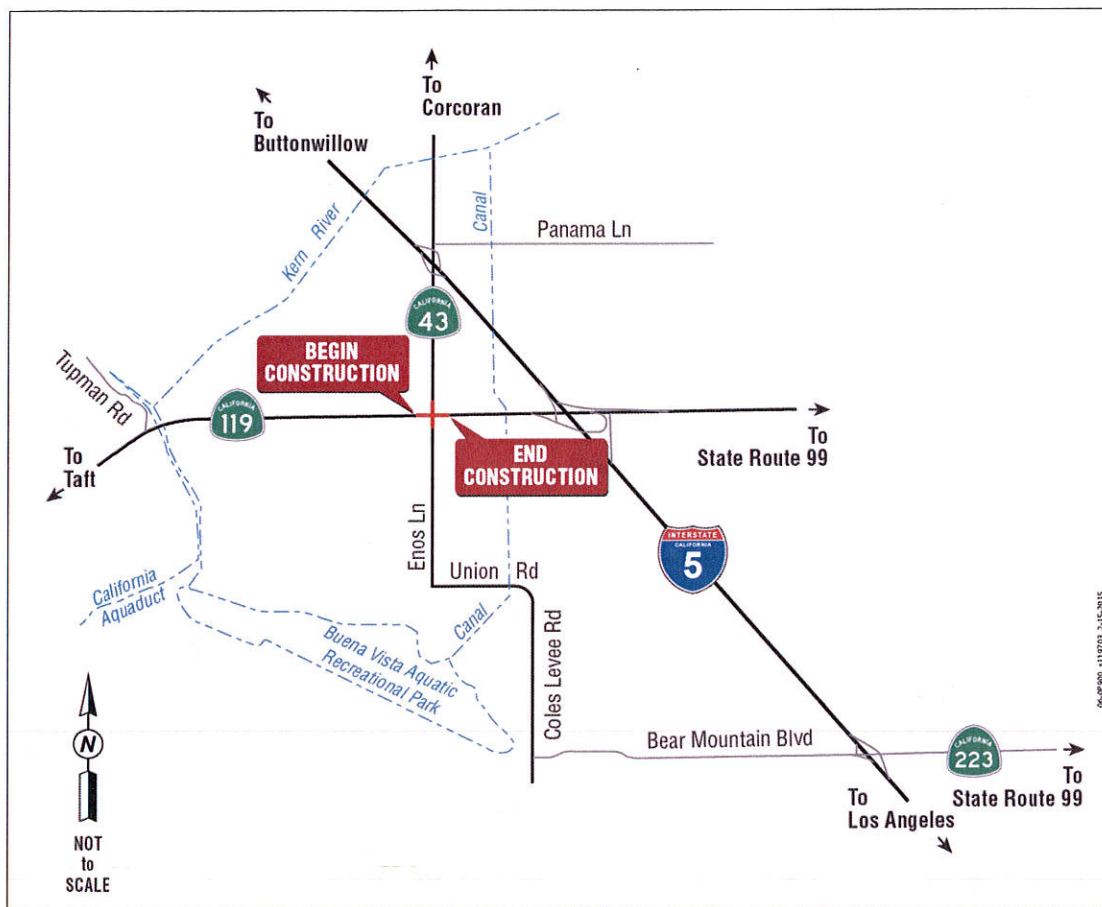 To
Corcoran
To
Buttonwillow
Kern River
Canal
Panama Ln
CALIFORNIA
43
BEGIN
CONSTRUCTION
Tupman Rd
CALIFORNIA
119
To
Taft
END
CONSTRUCTION
To
State Route 99
Enos Ln
Union Rd
INTERSTATE
CALIFORNIA
5
California
Aquaduct
Canal
Buena Vista Aquatic
Recreational Park
Coles Levee Rd
Bear Mountain Blvd
CALIFORNIA
223
To
State Route 99
To
Los Angeles
N
NOT
to
SCALE